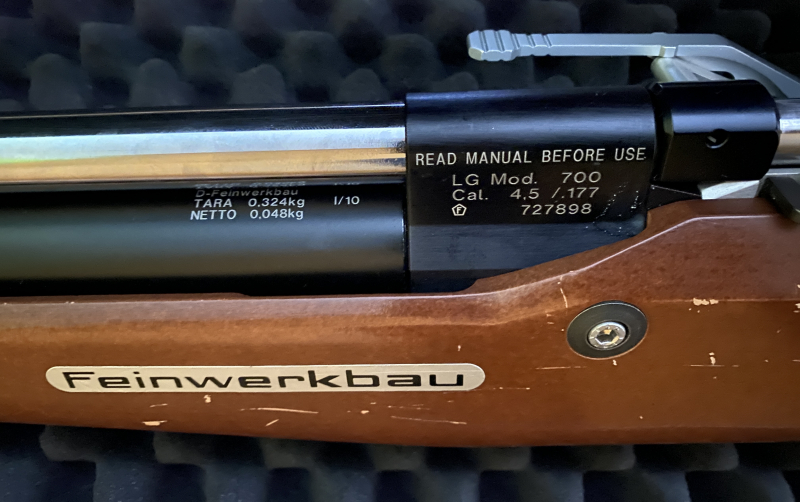 D-Feinwerkbau
TARA 0,324kg I/10
NETTO 0,048kg
READ MANUAL BEFORE USE
LG Mod. 700
Cal. 4,5 /.177
F 727898
Feinwerkbau